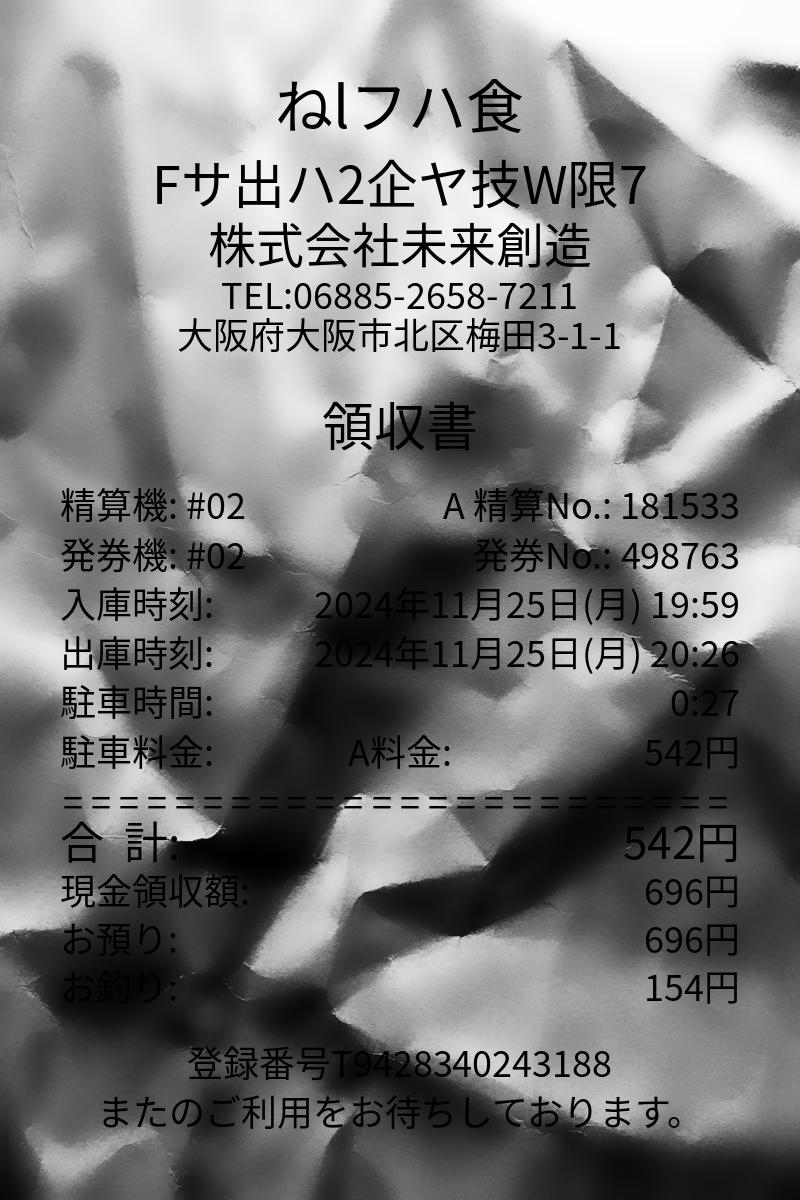 ねlフハ食
Fサ出ハ2企ヤ技W限7
株式会社未来創造
TEL:06885-2658-7211
大阪府大阪市北区梅田3-1-1
領収書
精算機: #02 A 精算No.: 181533
発券機: #02 発券No.: 498763
入庫時刻: 2024年11月25日(月) 19:59
出庫時刻: 2024年11月25日(月) 20:26
駐車時間: 0:27
駐車料金: A料金: 542円
========================
合 計: 542円
現金領収額: 696円
お預り: 696円
お釣り: 154円
登録番号T9428340243188
またのご利用をお待ちしております。